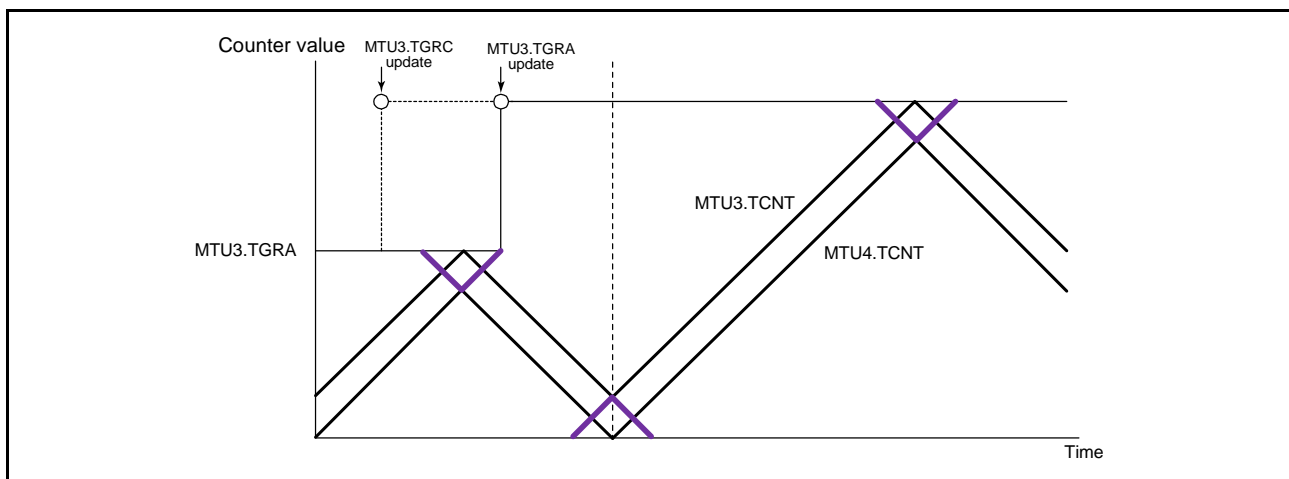 Counter value
MTU3.TGRC
update
MTU3.TGRA
update
MTU3.TCNT
MTU3.TGRA
MTU4.TCNT
Time